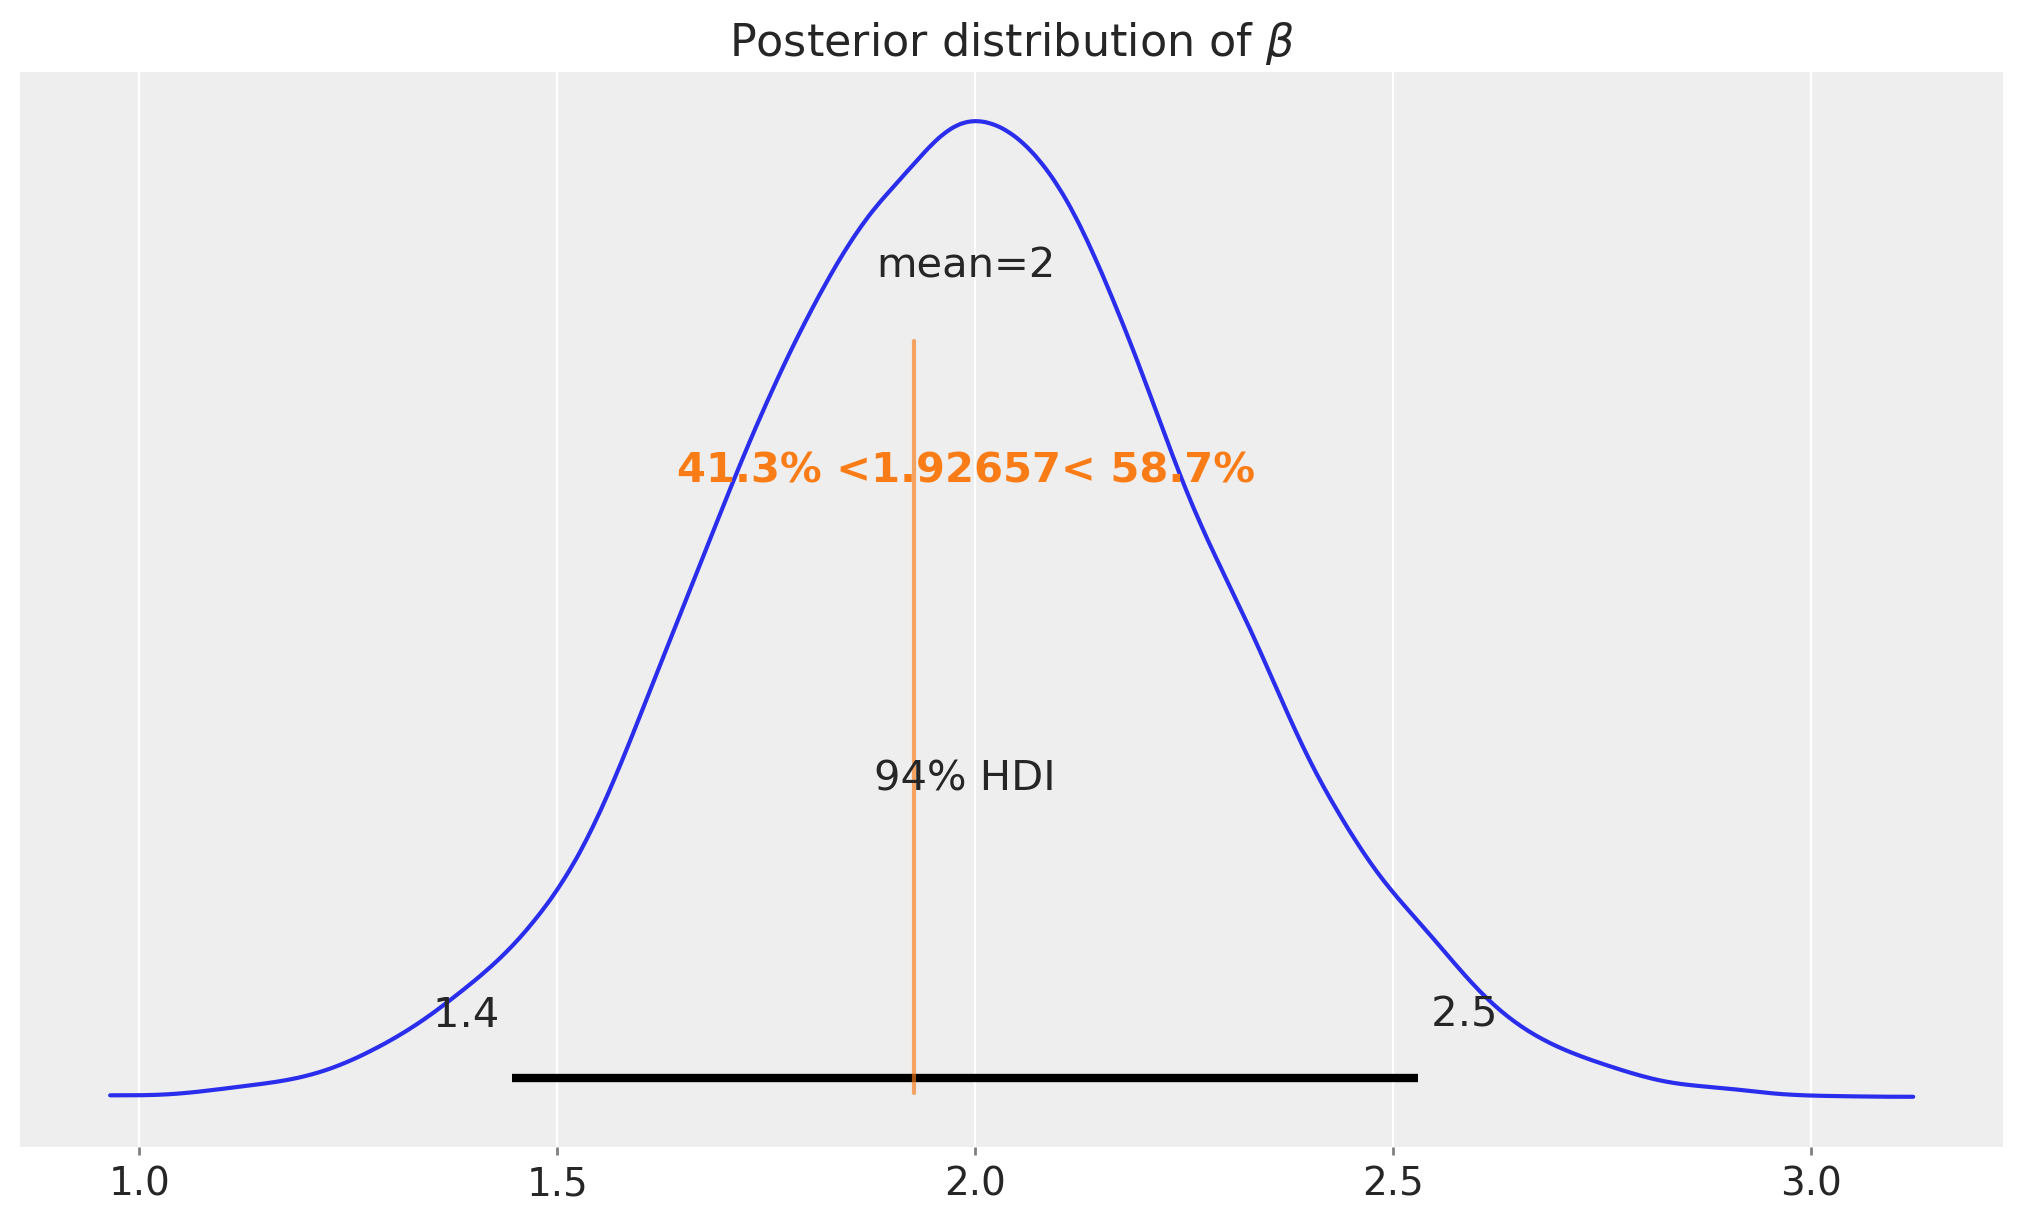 Posterior distribution of β
mean=2
41.3% <1.92657< 58.7%
94% HDI
1.4 2.5
1.0 1.5 2.0 2.5 3.0